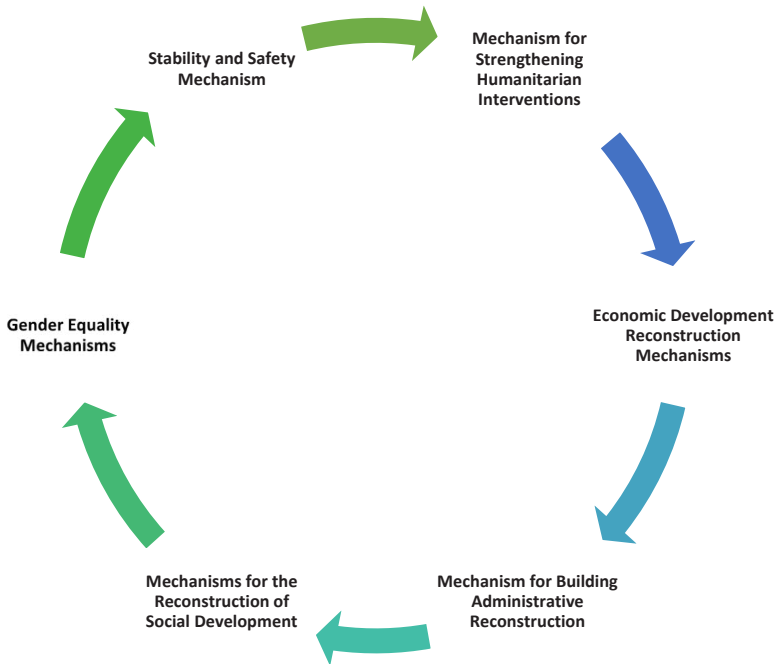 Stability and Safety
Mechanism
Mechanism for
Strengthening
Humanitarian
Interventions
Economic Development
Reconstruction
Mechanisms
Mechanism for Building
Administrative
Reconstruction
Mechanisms for the
Reconstruction of
Social Development
Gender Equality
Mechanisms